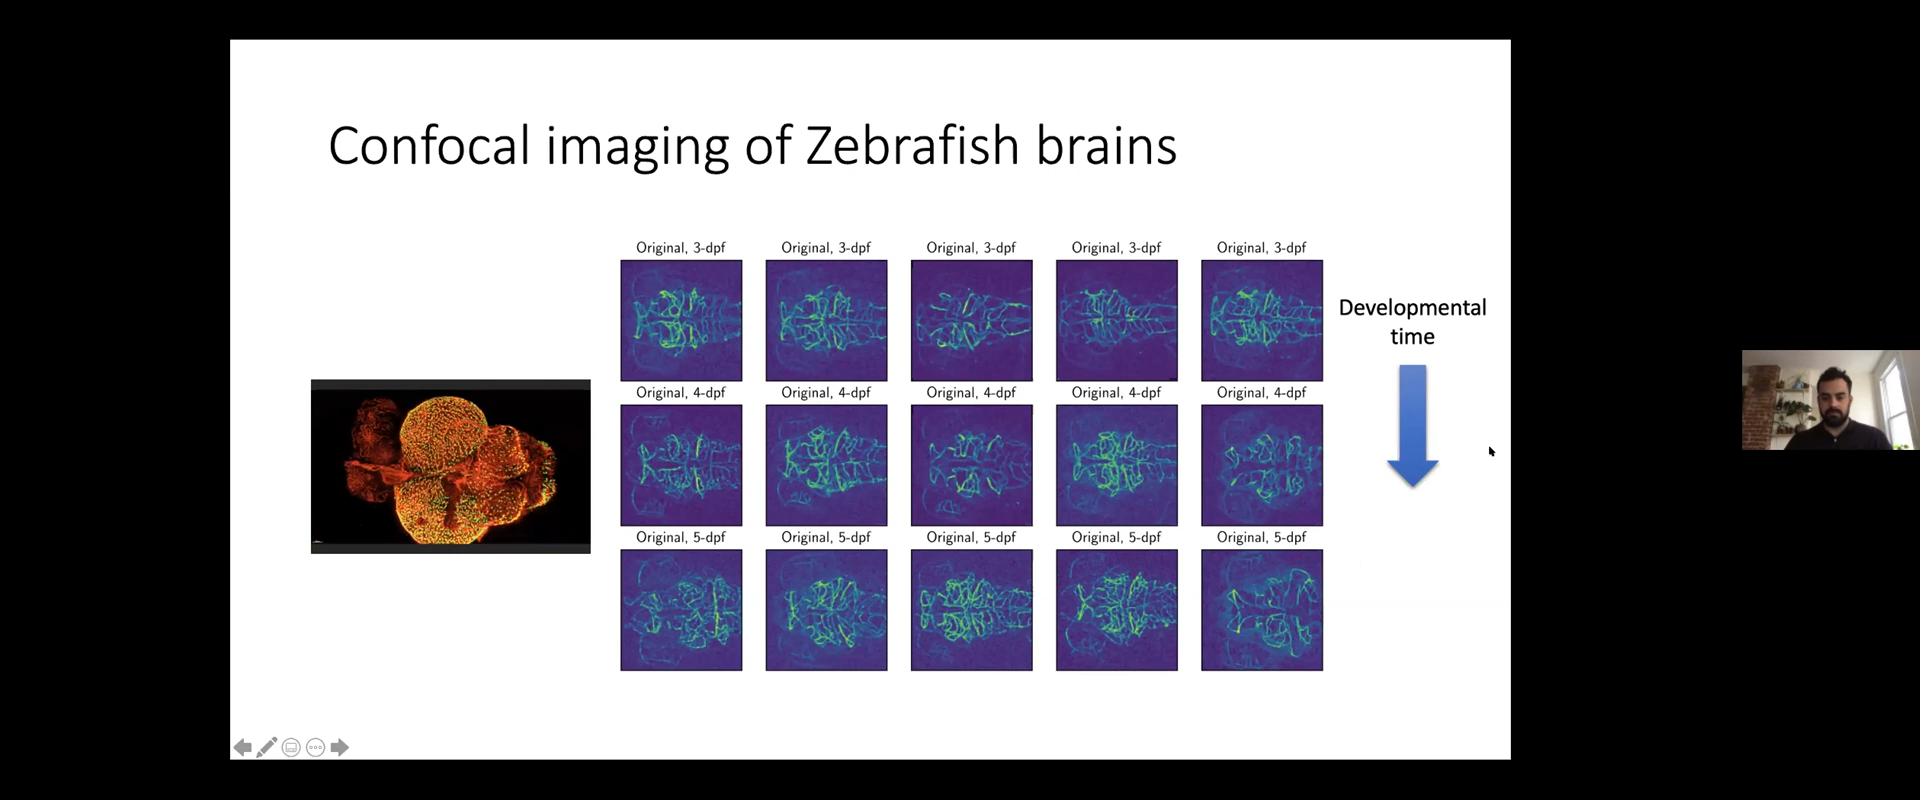 Confocal imaging of Zebrafish brains
Original, 3-dpf Original, 3-dpf Original, 3-dpf Original, 3-dpf Original, 3-dpf
Developmental
time
Original, 4-dpf Original, 4-dpf Original, 4-dpf Original, 4-dpf Original, 4-dpf
Original, 5-dpf Original, 5-dpf Original, 5-dpf Original, 5-dpf Original, 5-dpf